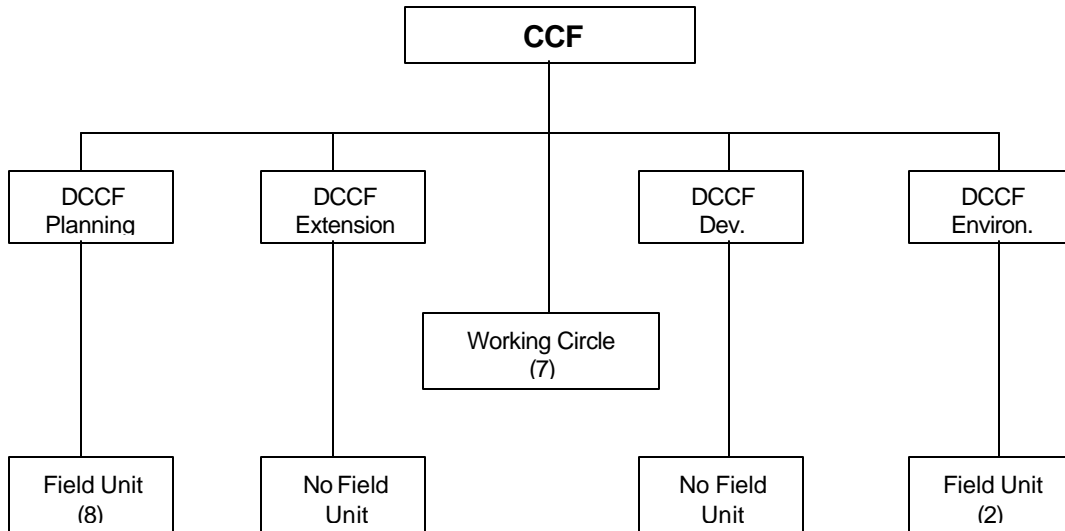 CCF
DCCF
Planning
DCCF
Extension
DCCF
Dev.
DCCF
Environ.
Working Circle
(7)
Field Unit
(8)
No Field
Unit
No Field
Unit
Field Unit
(2)